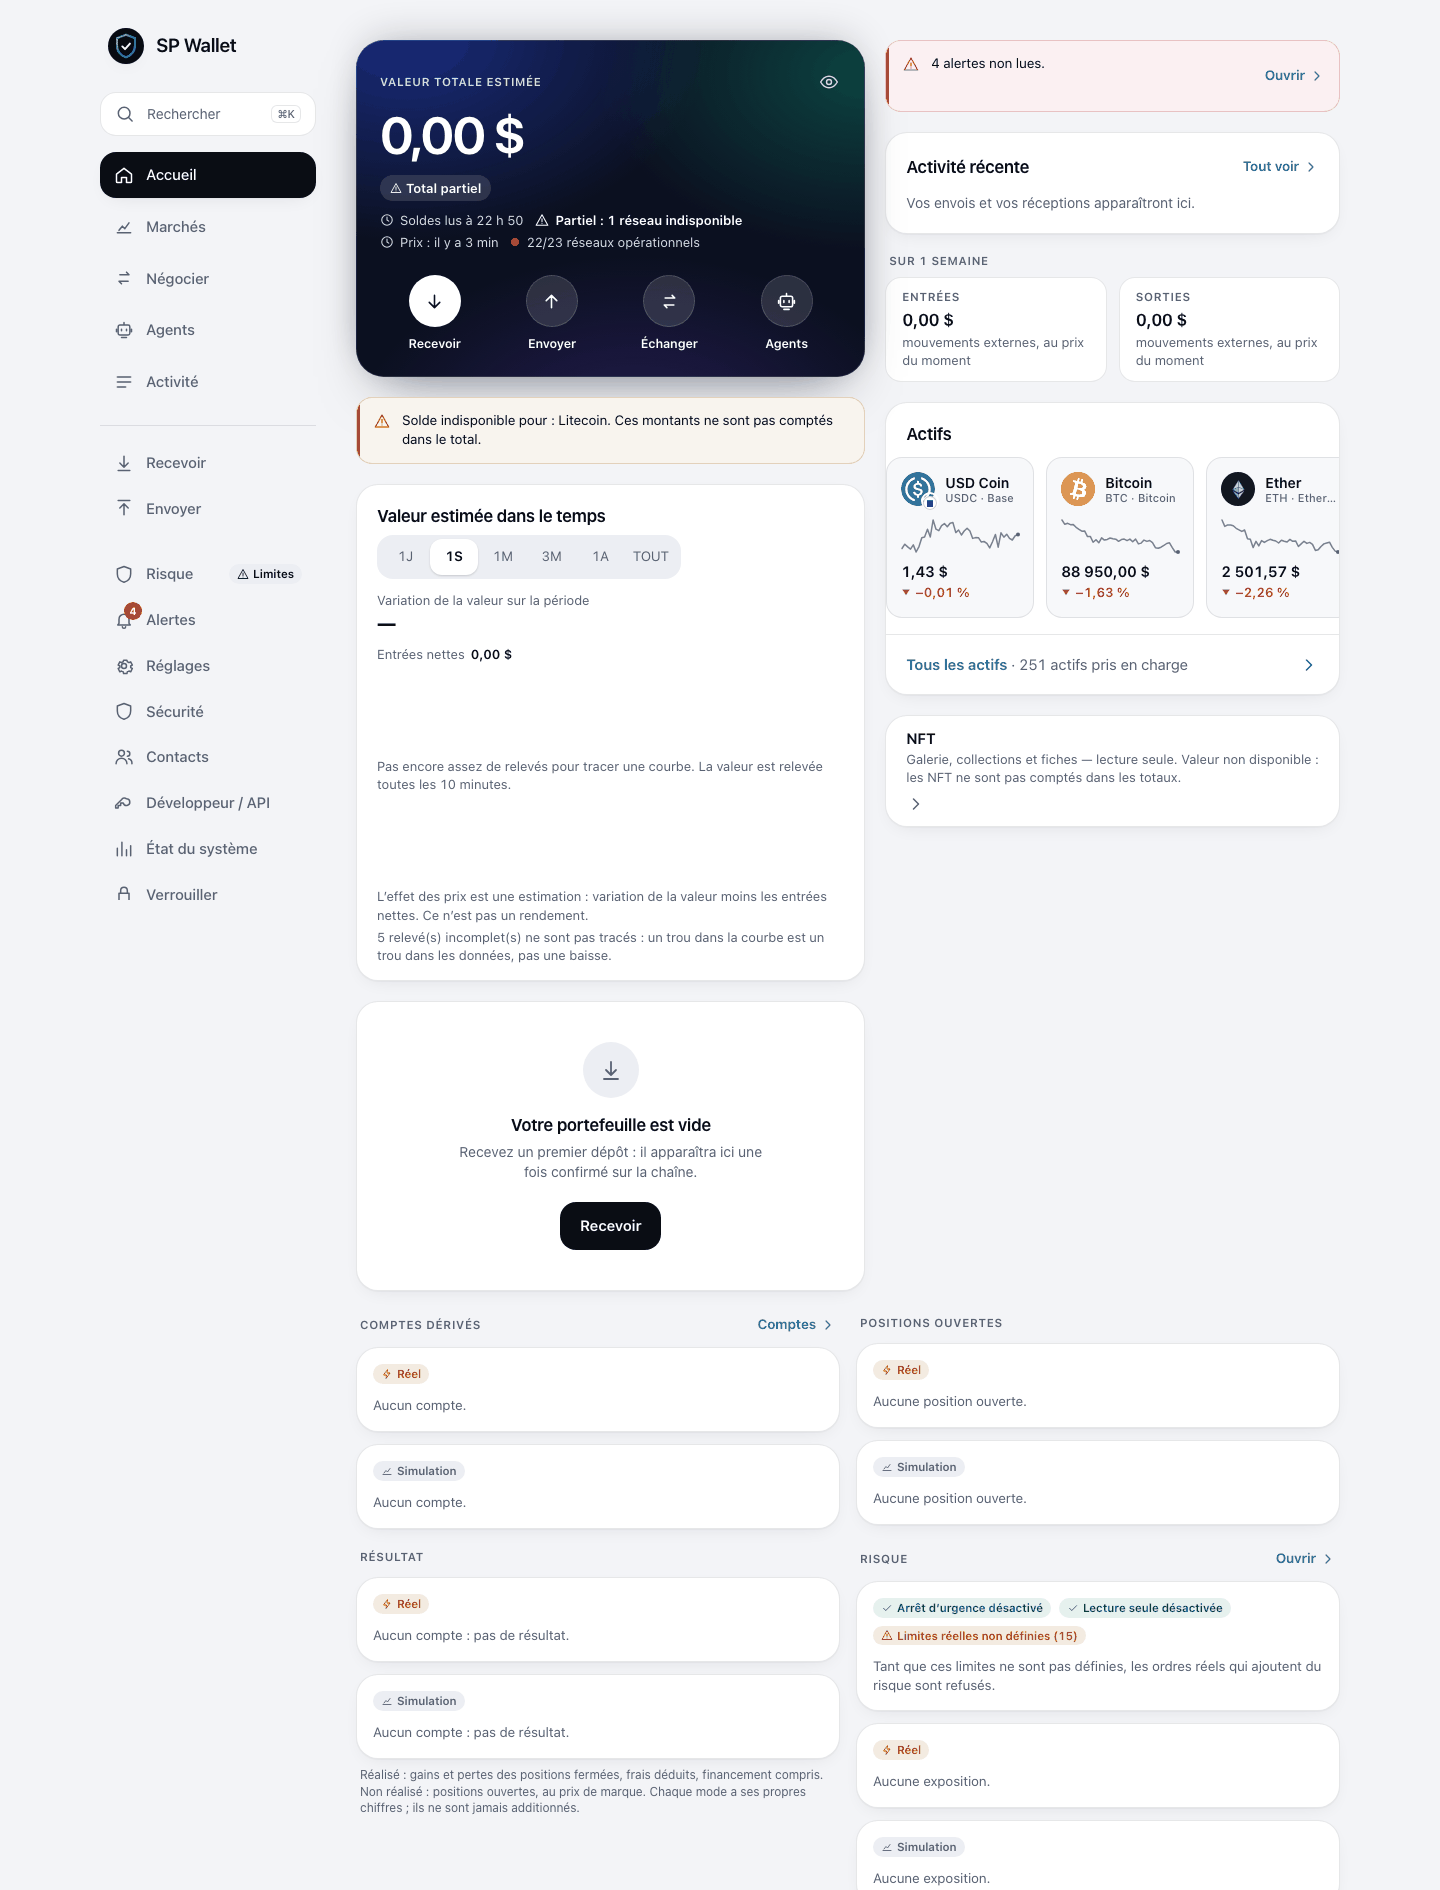 SP Wallet
Rechercher
⌘K
Accueil
Marchés
Négocier
Agents
Activité
Recevoir
Envoyer
Risque
Limites
4
Alertes
Réglages
Sécurité
Contacts
Développeur / API
État du système
Verrouiller
VALEUR TOTALE ESTIMÉE
0,00 $
Total partiel
Soldes lus à 22 h 50 Partiel : 1 réseau indisponible
Prix : il y a 3 min 22/23 réseaux opérationnels
Recevoir
Envoyer
Échanger
Agents
Solde indisponible pour : Litecoin. Ces montants ne sont pas comptés
dans le total.
Valeur estimée dans le temps
1J 1S 1M 3M 1A TOUT
Variation de la valeur sur la période
—
Entrées nettes 0,00 $
Pas encore assez de relevés pour tracer une courbe. La valeur est relevée
toutes les 10 minutes.
L’effet des prix est une estimation : variation de la valeur moins les entrées
nettes. Ce n’est pas un rendement.
5 relevé(s) incomplet(s) ne sont pas tracés : un trou dans la courbe est un
trou dans les données, pas une baisse.
Votre portefeuille est vide
Recevez un premier dépôt : il apparaîtra ici une
fois confirmé sur la chaîne.
Recevoir
4 alertes non lues.
Ouvrir
Activité récente
Tout voir
Vos envois et vos réceptions apparaîtront ici.
SUR 1 SEMAINE
ENTRÉES
0,00 $
mouvements externes, au prix
du moment
SORTIES
0,00 $
mouvements externes, au prix
du moment
Actifs
USD Coin
USDC · Base
1,43 $
−0,01 %
Bitcoin
BTC · Bitcoin
88 950,00 $
−1,63 %
Ether
ETH · Ether…
2 501,57 $
−2,26 %
Tous les actifs · 251 actifs pris en charge
NFT
Galerie, collections et fiches — lecture seule. Valeur non disponible :
les NFT ne sont pas comptés dans les totaux.
COMPTES DÉRIVÉS
Comptes
Réel
Aucun compte.
Simulation
Aucun compte.
POSITIONS OUVERTES
Réel
Aucune position ouverte.
Simulation
Aucune position ouverte.
RÉSULTAT
Réel
Aucun compte : pas de résultat.
Simulation
Aucun compte : pas de résultat.
Réalisé : gains et pertes des positions fermées, frais déduits, financement compris.
Non réalisé : positions ouvertes, au prix de marque. Chaque mode a ses propres
chiffres ; ils ne sont jamais additionnés.
RISQUE
Ouvrir
Arrêt d’urgence désactivé
Lecture seule désactivée
Limites réelles non définies (15)
Tant que ces limites ne sont pas définies, les ordres réels qui ajoutent du
risque sont refusés.
Réel
Aucune exposition.
Simulation
Aucune exposition.